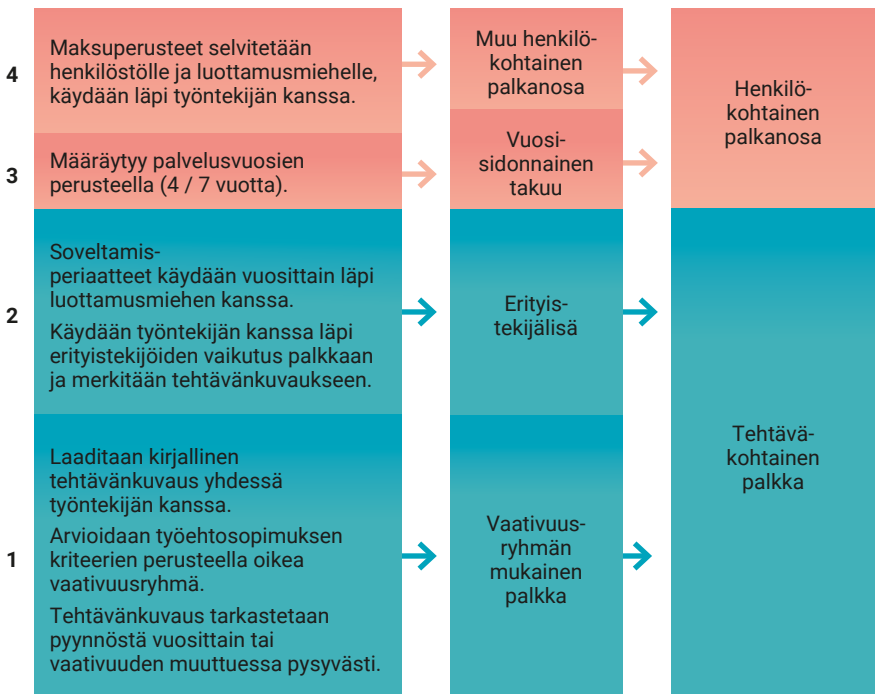 4
Maksuperusteet selvitetään
henkilöstölle ja luottamusmiehelle,
käydään läpi työntekijän kanssa.
Muu henkilö-
kohtainen
palkanosa
Henkilö-
kohtainen
palkanosa
3
Määräytyy palvelusvuosien
perusteella (4 / 7 vuotta).
Vuosi-
sidonnainen
takuu
2
Soveltamis-
periaatteet käydään vuosittain läpi
luottamusmiehen kanssa.
Käydään työntekijän kanssa läpi
erityistekijöiden vaikutus palkkaan
ja merkitään tehtävänkuvaukseen.
Erityis-
tekijälisä
Tehtävä-
kohtainen
palkka
1
Laaditaan kirjallinen
tehtävänkuvaus yhdessä
työntekijän kanssa.
Arvioidaan työehtosopimuksen
kriteerien perusteella oikea
vaativuusryhmä.
Tehtävänkuvaus tarkastetaan
pyynnöstä vuosittain tai
vaativuuden muuttuessa pysyvästi.
Vaativuus-
ryhmän
mukainen
palkka